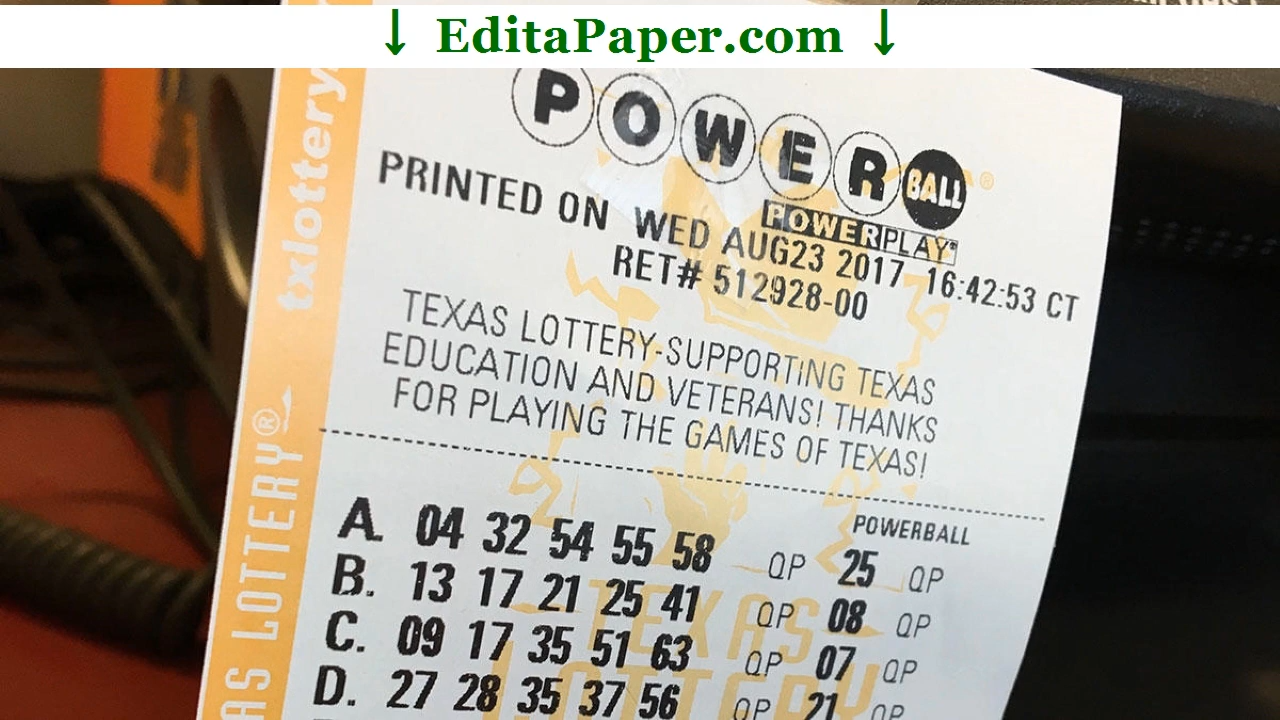 ↓ EditaPaper.com ↓
POWERBALL®
POWERPLAY®
PRINTED ON WED AUG23 2017 16:42:53 CT
RET# 512928-00
TEXAS LOTTERY-SUPPORTING TEXAS
EDUCATION AND VETERANS! THANKS
FOR PLAYING THE GAMES OF TEXAS!
POWERBALL
A. 04 32 54 55 58 QP 25 QP
B. 13 17 21 25 41 QP 08 QP
C. 09 17 35 51 63 QP 07 QP
D. 27 28 35 37 56 QP 21 QP
TEXAS
LOTTERY
txlottery
AS LOTTERY®